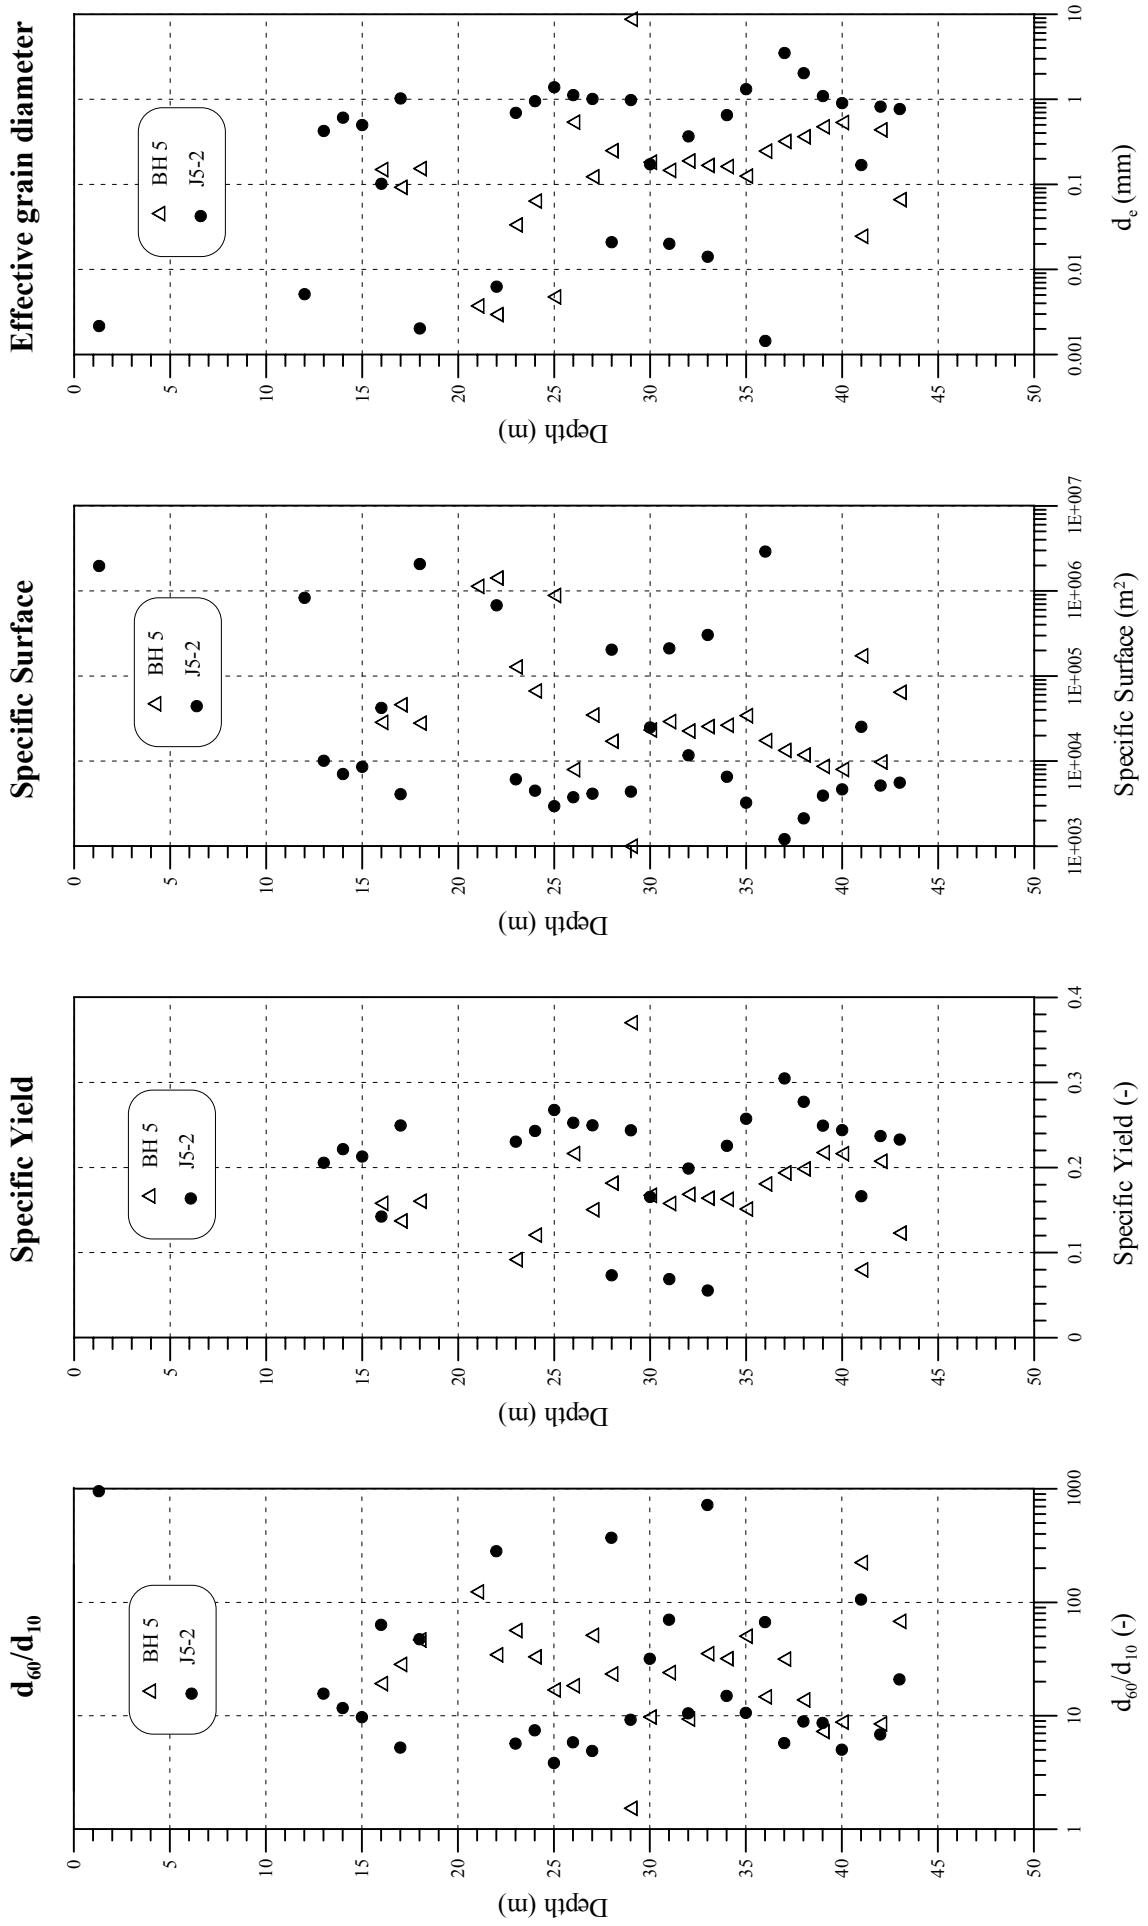 d₆₀/d₁₀
BH 5
J5-2
Depth (m)
0
5
10
15
20
25
30
35
40
45
50
1 10 100 1000
d₆₀/d₁₀ (-)
Specific Yield
BH 5
J5-2
Depth (m)
0
5
10
15
20
25
30
35
40
45
50
0 0.1 0.2 0.3 0.4
Specific Yield (-)
Specific Surface
BH 5
J5-2
Depth (m)
0
5
10
15
20
25
30
35
40
45
50
1E+003 1E+004 1E+005 1E+006 1E+007
Specific Surface (m²)
Effective grain diameter
BH 5
J5-2
Depth (m)
0
5
10
15
20
25
30
35
40
45
50
0.001 0.01 0.1 1 10
dₑ (mm)